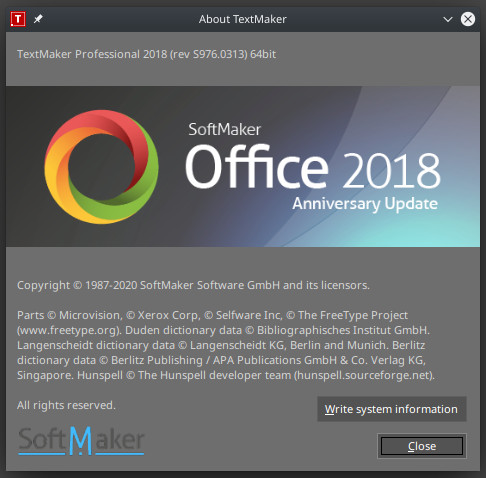 About TextMaker
TextMaker Professional 2018 (rev S976.0313) 64bit
SoftMaker
Office 2018
Anniversary Update
Copyright © 1987-2020 SoftMaker Software GmbH and its licensors.
Parts © Microvision, © Xerox Corp, © Selfware Inc, © The FreeType Project
(www.freetype.org). Duden dictionary data © Bibliographisches Institut GmbH.
Langenscheidt dictionary data © Langenscheidt KG, Berlin and Munich. Berlitz
dictionary data © Berlitz Publishing / APA Publications GmbH & Co. Verlag KG,
Singapore. Hunspell © The Hunspell developer team (hunspell.sourceforge.net).
All rights reserved.
Write system information
SoftMaker
Close